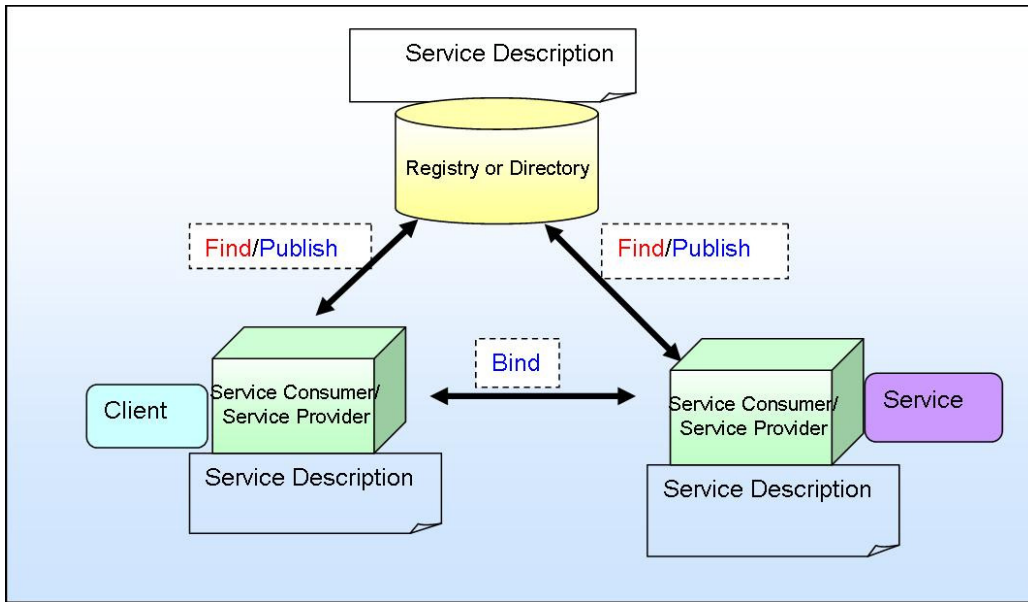 Service Description
Registry or Directory
Find/Publish
Find/Publish
Bind
Client
Service Consumer/
Service Provider
Service Consumer/
Service Provider
Service
Service Description
Service Description